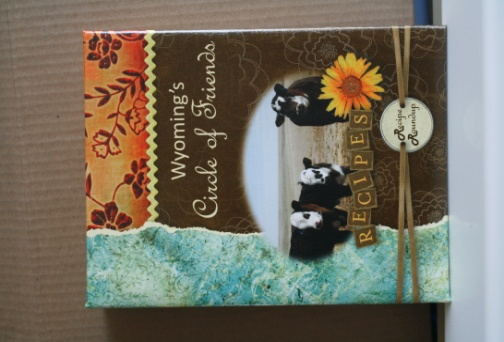 Wyoming's
Circle of Friends
RECIPES
Recipe
Roundup